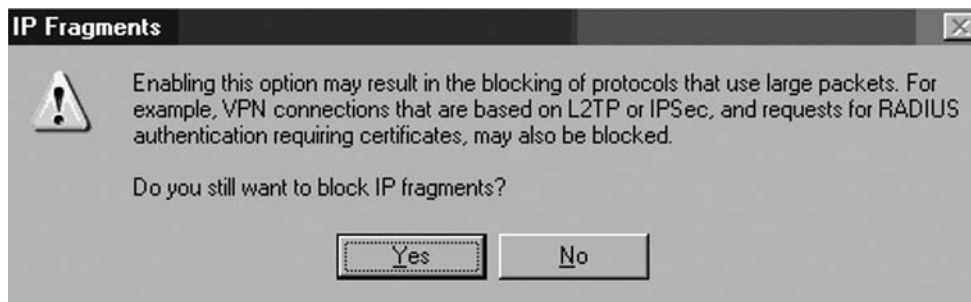 IP Fragments
Enabling this option may result in the blocking of protocols that use large packets. For
example, VPN connections that are based on L2TP or IPSec, and requests for RADIUS
authentication requiring certificates, may also be blocked.
Do you still want to block IP fragments?
Yes
No